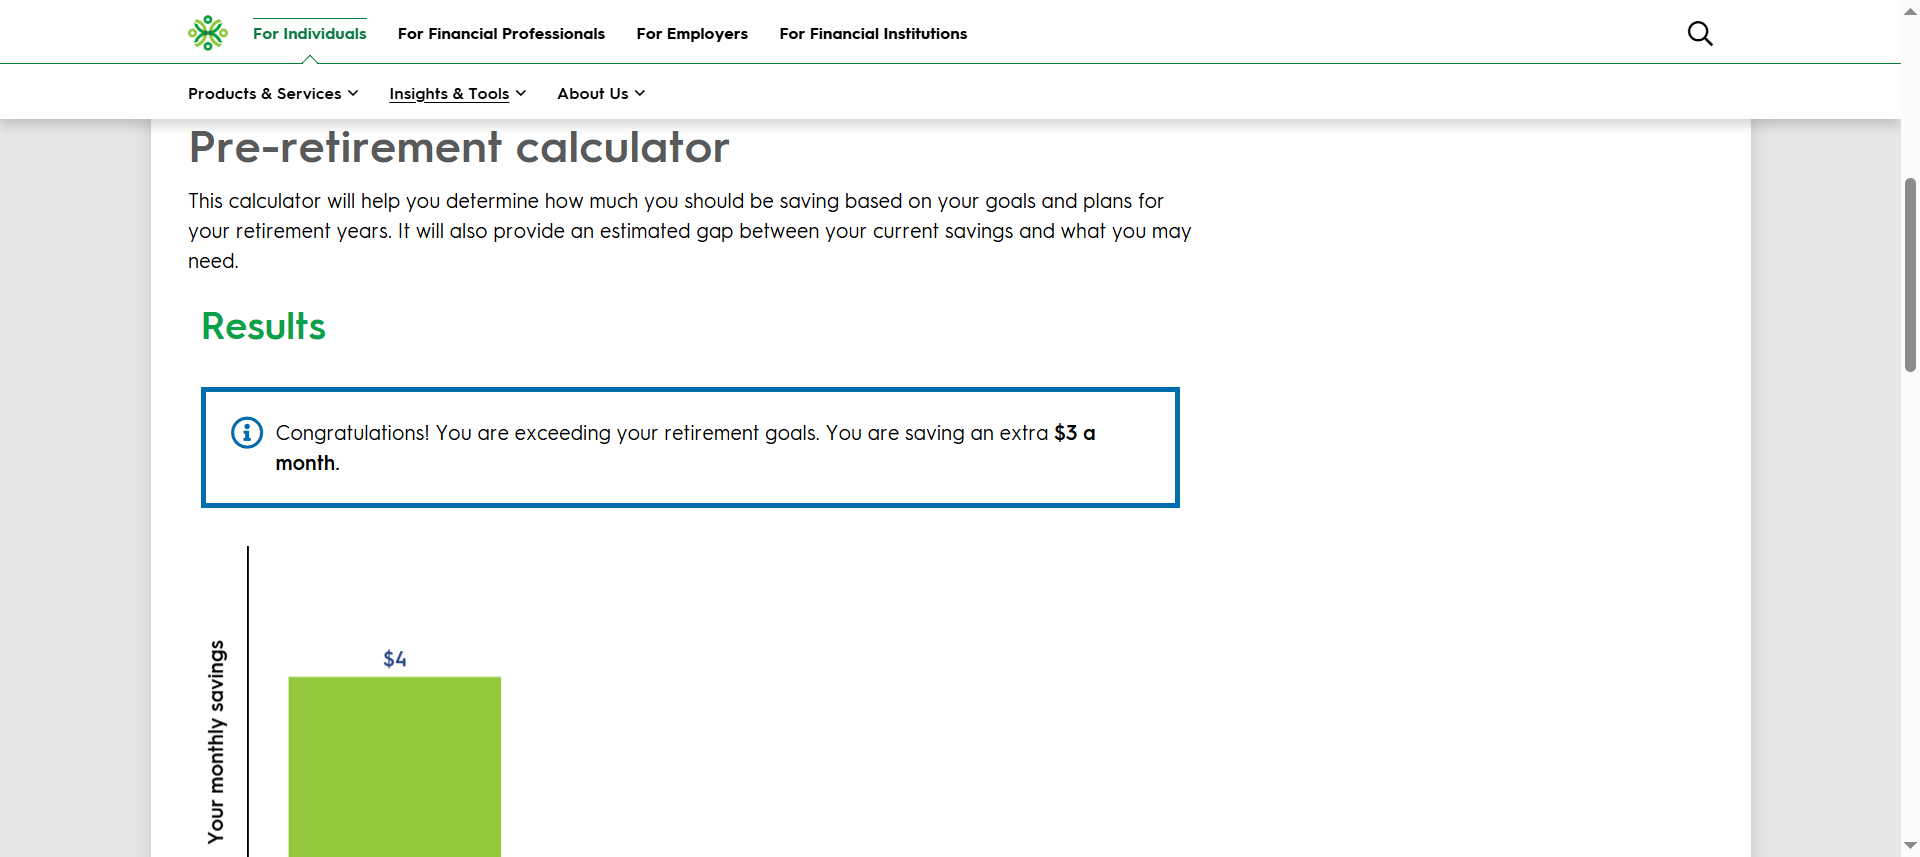 For Individuals
For Financial Professionals
For Employers
For Financial Institutions
Products & Services
Insights & Tools
About Us
Pre-retirement calculator
This calculator will help you determine how much you should be saving based on your goals and plans for
your retirement years. It will also provide an estimated gap between your current savings and what you may
need.
Results
Congratulations! You are exceeding your retirement goals. You are saving an extra $3 a
month.
$4
Your monthly savings